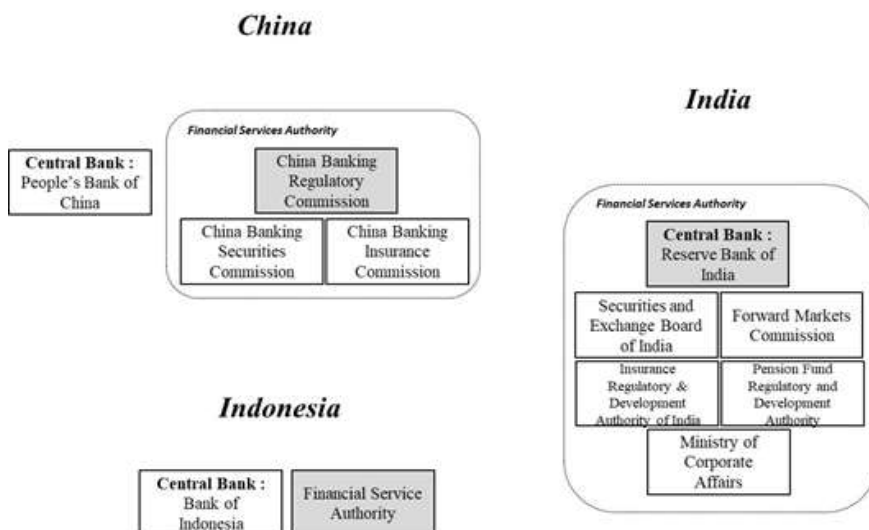 China
Financial Services Authority
Central Bank :
People's Bank of
China
China Banking
Regulatory
Commission
China Banking
Securities
Commission
China Banking
Insurance
Commission
India
Financial Services Authority
Central Bank :
Reserve Bank of
India
Securities and
Exchange Board
of India
Forward Markets
Commission
Insurance
Regulatory &
Development
Authority of India
Pension Fund
Regulatory and
Development
Authority
Ministry of
Corporate
Affairs
Indonesia
Central Bank :
Bank of
Indonesia
Financial Service
Authority